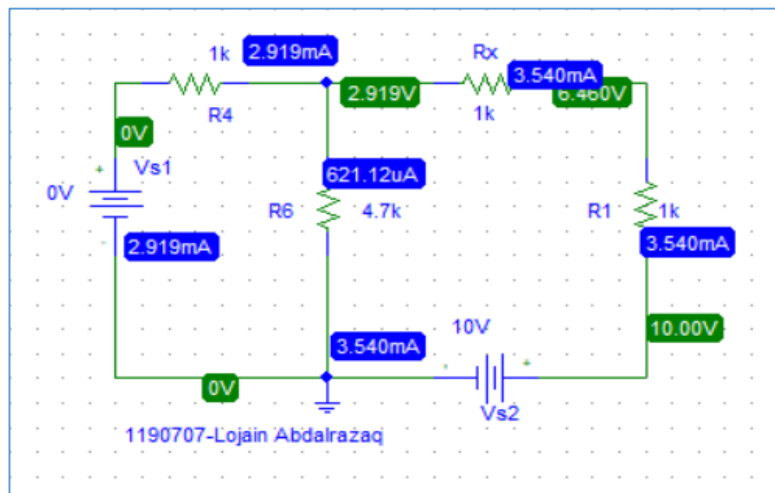 1k
2.919mA
Rx
3.540mA
2.919V
6.460V
R4
1k
0V
+
Vs1
0V
621.12uA
R6
4.7k
R1
1k
-
2.919mA
3.540mA
3.540mA
10V
10.00V
-
+
0V
Vs2
1190707-Lojain Abdalrazaq